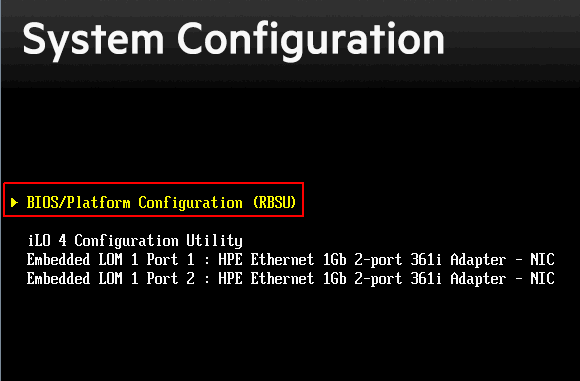 System Configuration
BIOS/Platform Configuration (RBSU)
iLO 4 Configuration Utility
Embedded LOM 1 Port 1 : HPE Ethernet 1Gb 2-port 361i Adapter - NIC
Embedded LOM 1 Port 2 : HPE Ethernet 1Gb 2-port 361i Adapter - NIC